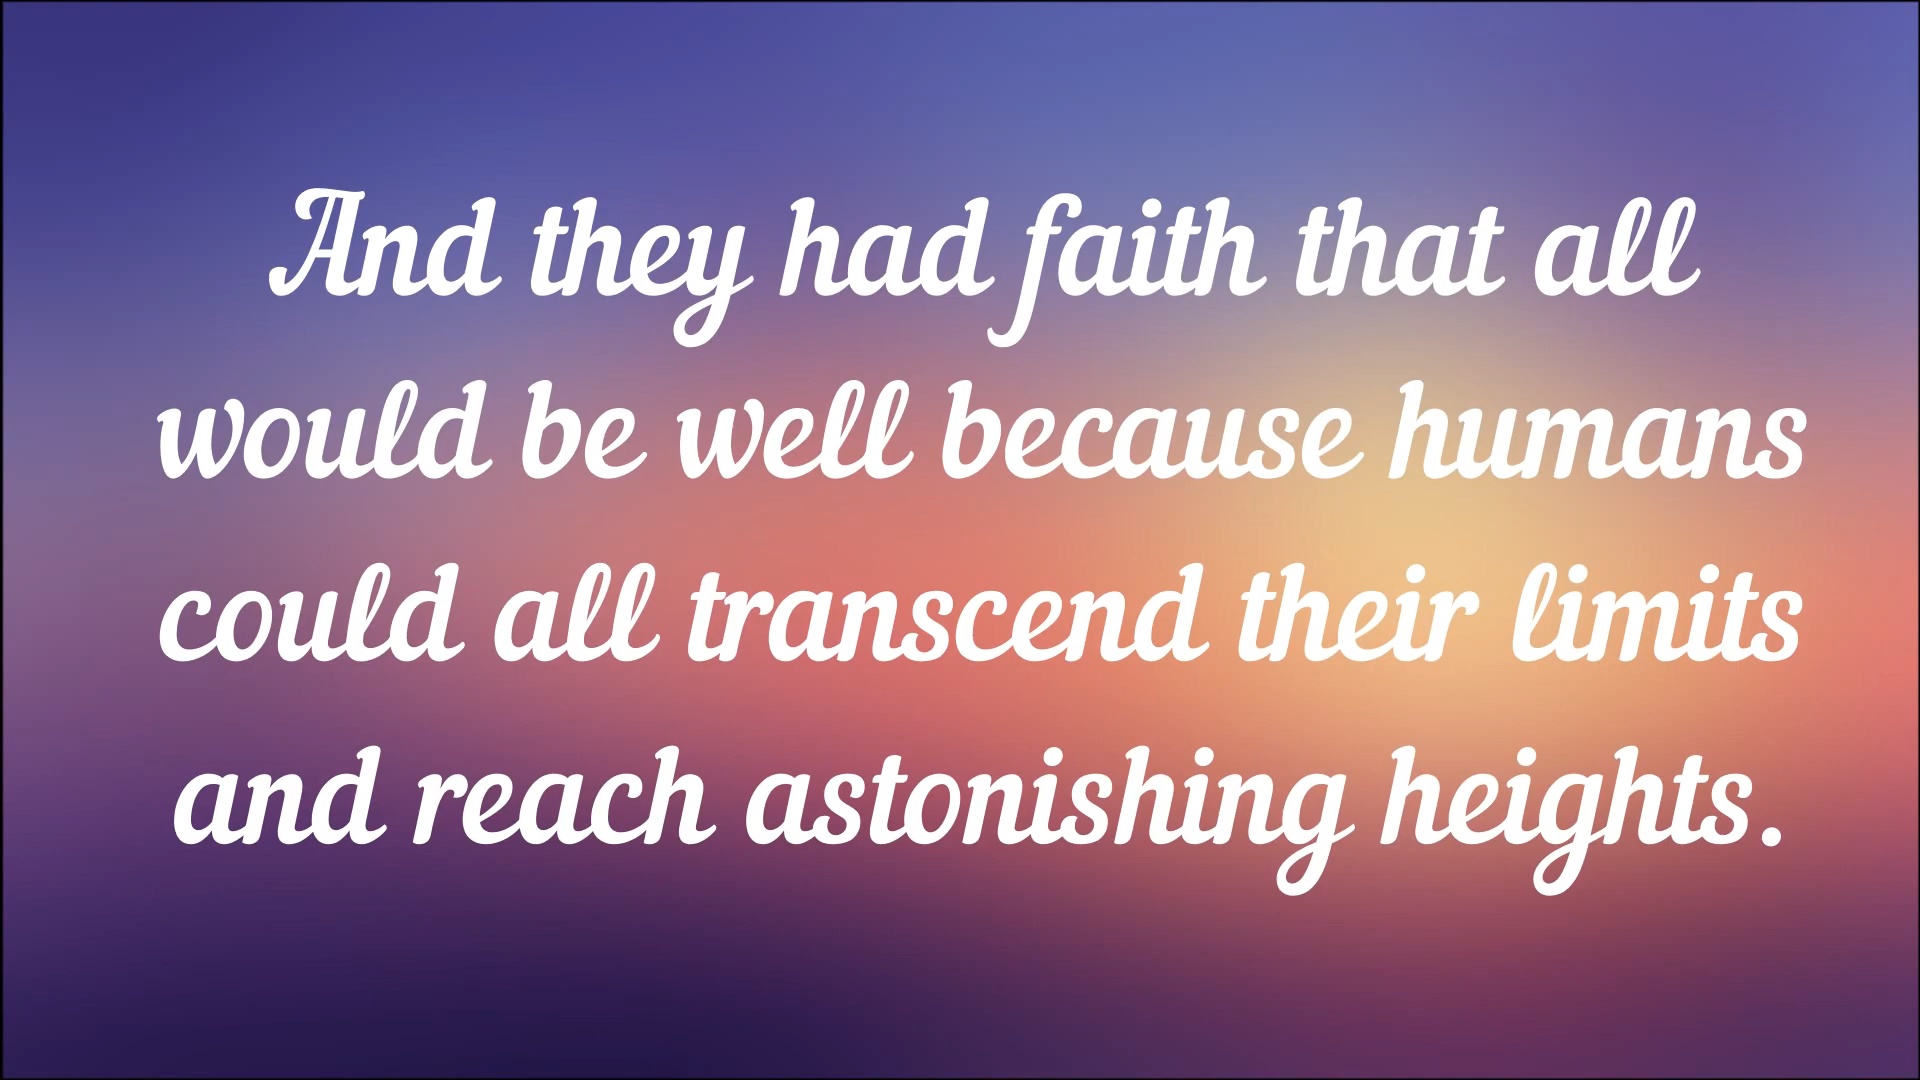 And they had faith that all
would be well because humans
could all transcend their limits
and reach astonishing heights.